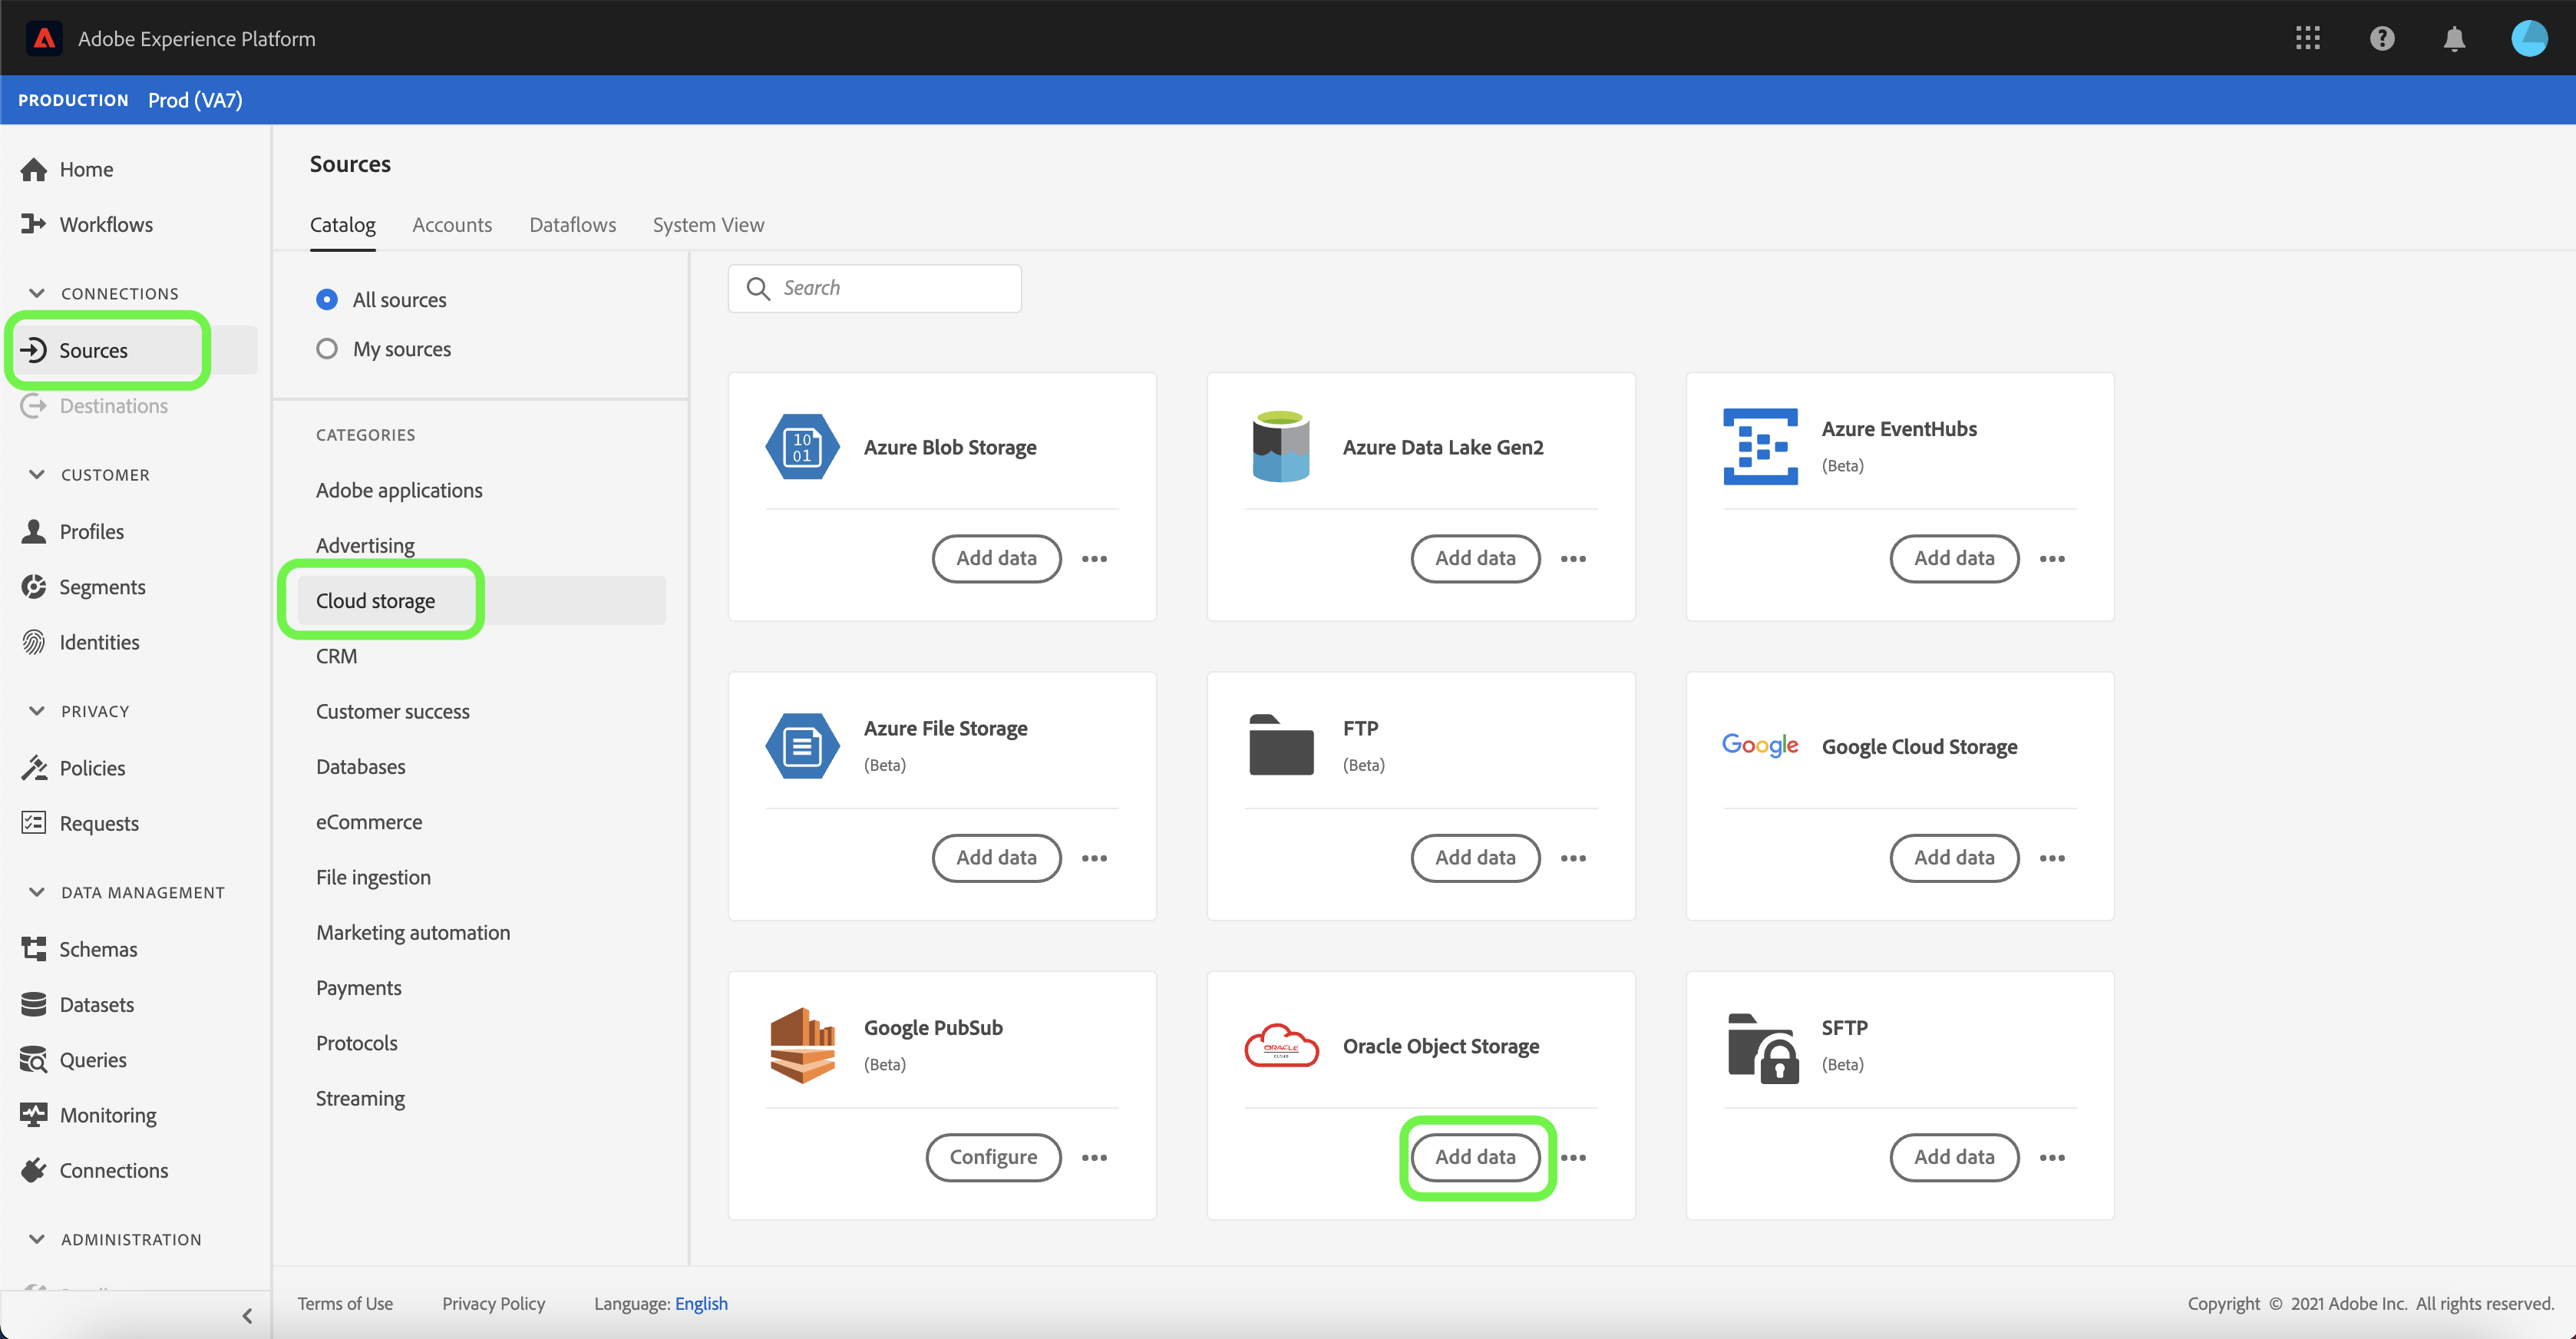 Adobe Experience Platform
PRODUCTION Prod (VA7)
Home
Workflows
CONNECTIONS
Sources
Destinations
CUSTOMER
Profiles
Segments
Identities
PRIVACY
Policies
Requests
DATA MANAGEMENT
Schemas
Datasets
Queries
Monitoring
Connections
ADMINISTRATION
Sources
Catalog Accounts Dataflows System View
All sources
My sources
CATEGORIES
Adobe applications
Advertising
Cloud storage
CRM
Customer success
Databases
eCommerce
File ingestion
Marketing automation
Payments
Protocols
Streaming
Search
10
01
Azure Blob Storage
Add data
Azure Data Lake Gen2
Add data
Azure EventHubs
(Beta)
Add data
Azure File Storage
(Beta)
Add data
FTP
(Beta)
Add data
Google
Google Cloud Storage
Add data
Google PubSub
(Beta)
Configure
ORACLE
CLOUD
Oracle Object Storage
Add data
SFTP
(Beta)
Add data
Terms of Use Privacy Policy Language: English
Copyright © 2021 Adobe Inc. All rights reserved.